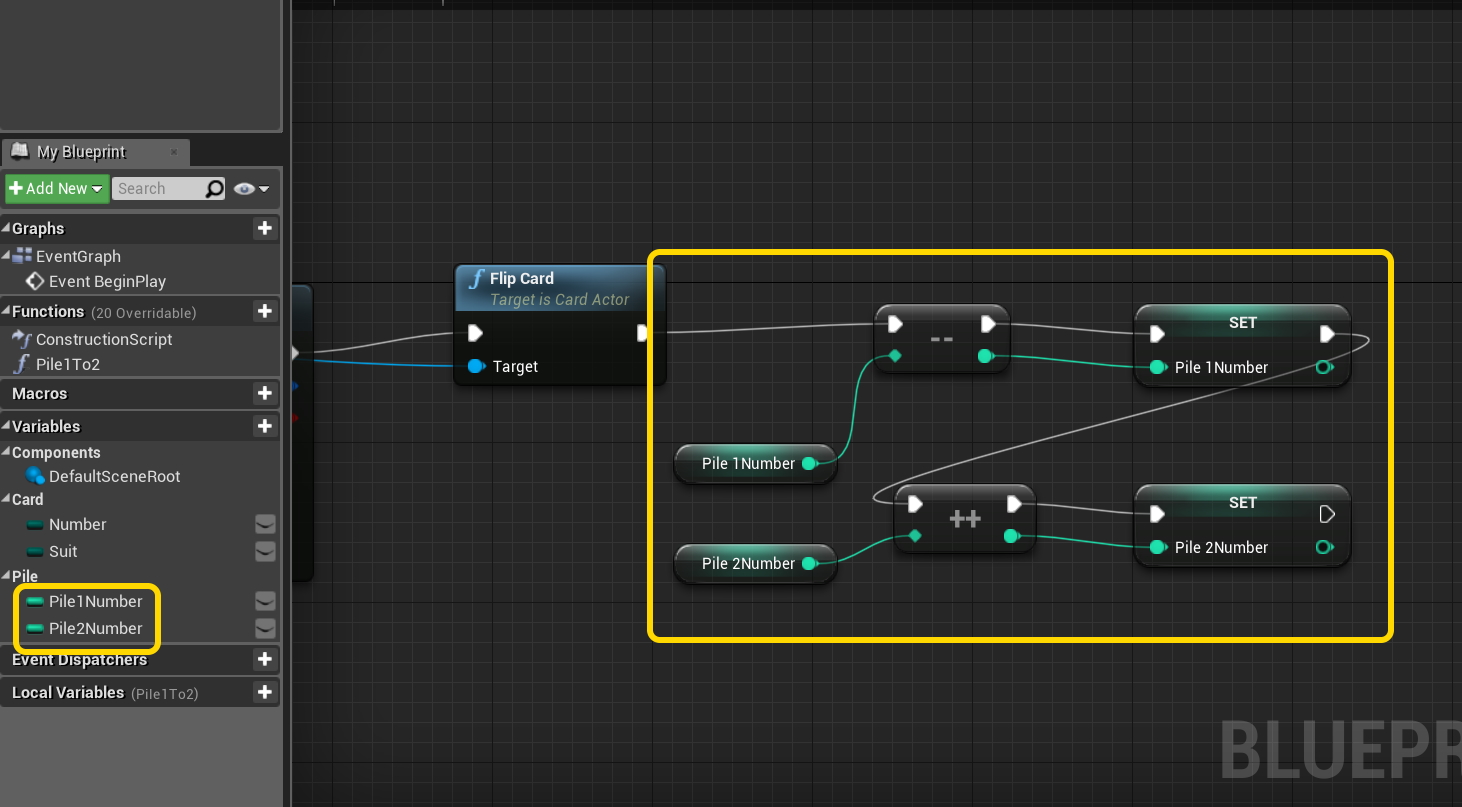 My Blueprint
Add New
Search
Graphs
EventGraph
Event BeginPlay
Functions (20 Overridable)
ConstructionScript
Pile1To2
Macros
Variables
Components
DefaultSceneRoot
Card
Number
Suit
Pile
Pile1Number
Pile2Number
Event Dispatchers
Local Variables (Pile1To2)
f Flip Card
Target is Card Actor
Target
--
SET
Pile 1Number
Pile 1Number
++
SET
Pile 2Number
Pile 2Number
BLUEPR